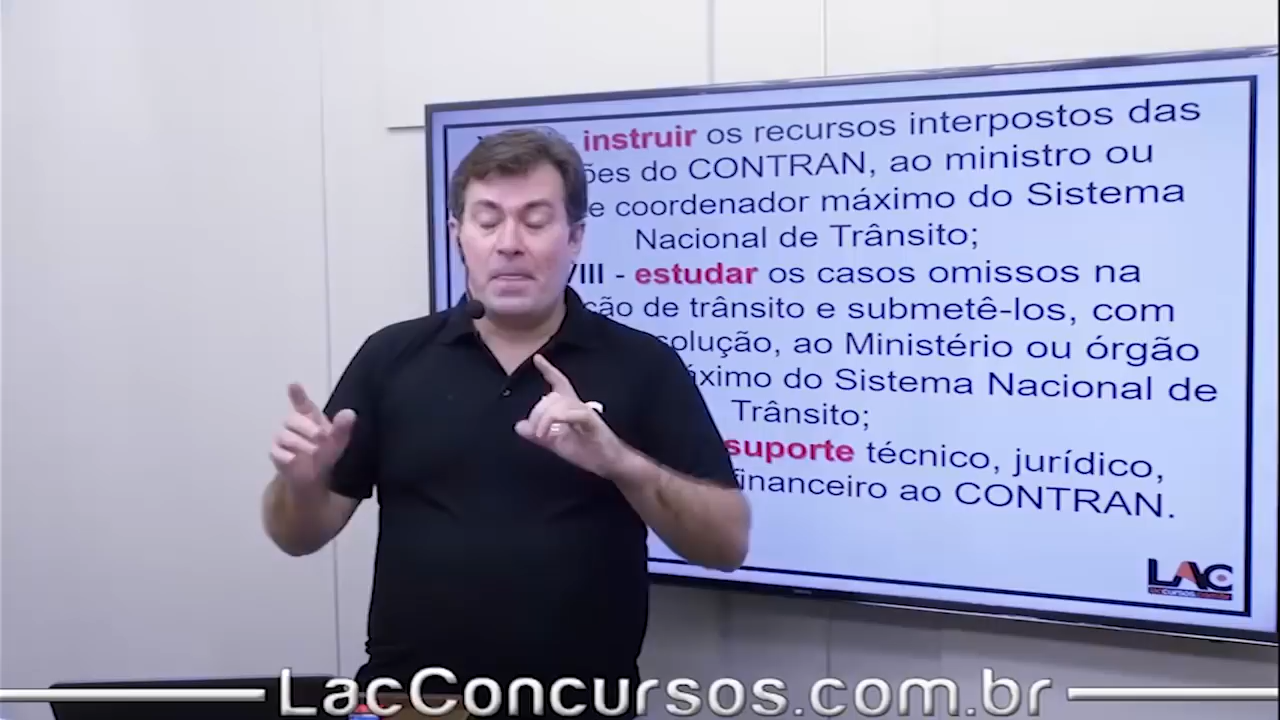 instruir os recursos interpostos das
ões do CONTRAN, ao ministro ou
e coordenador máximo do Sistema
Nacional de Trânsito;
VIII - estudar os casos omissos na
ção de trânsito e submetê-los, com
solução, ao Ministério ou órgão
áximo do Sistema Nacional de
Trânsito;
suporte técnico, jurídico,
financeiro ao CONTRAN.
LAC
LacConcursos.com.br